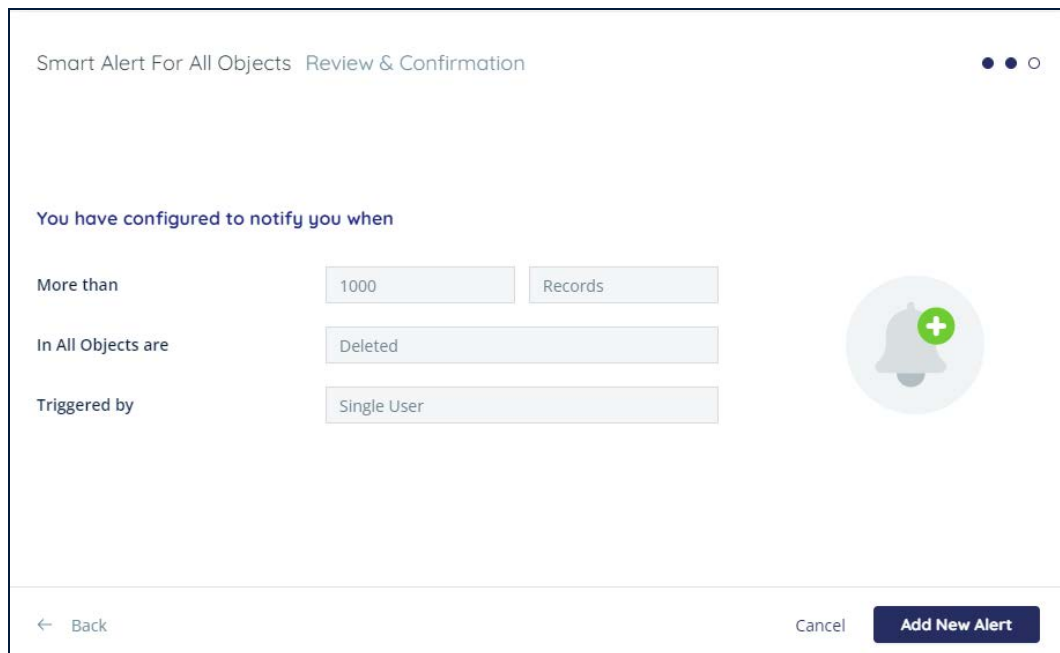 Smart Alert For All Objects Review & Confirmation
You have configured to notify you when
More than 1000 Records
In All Objects are Deleted
Triggered by Single User
← Back Cancel Add New Alert